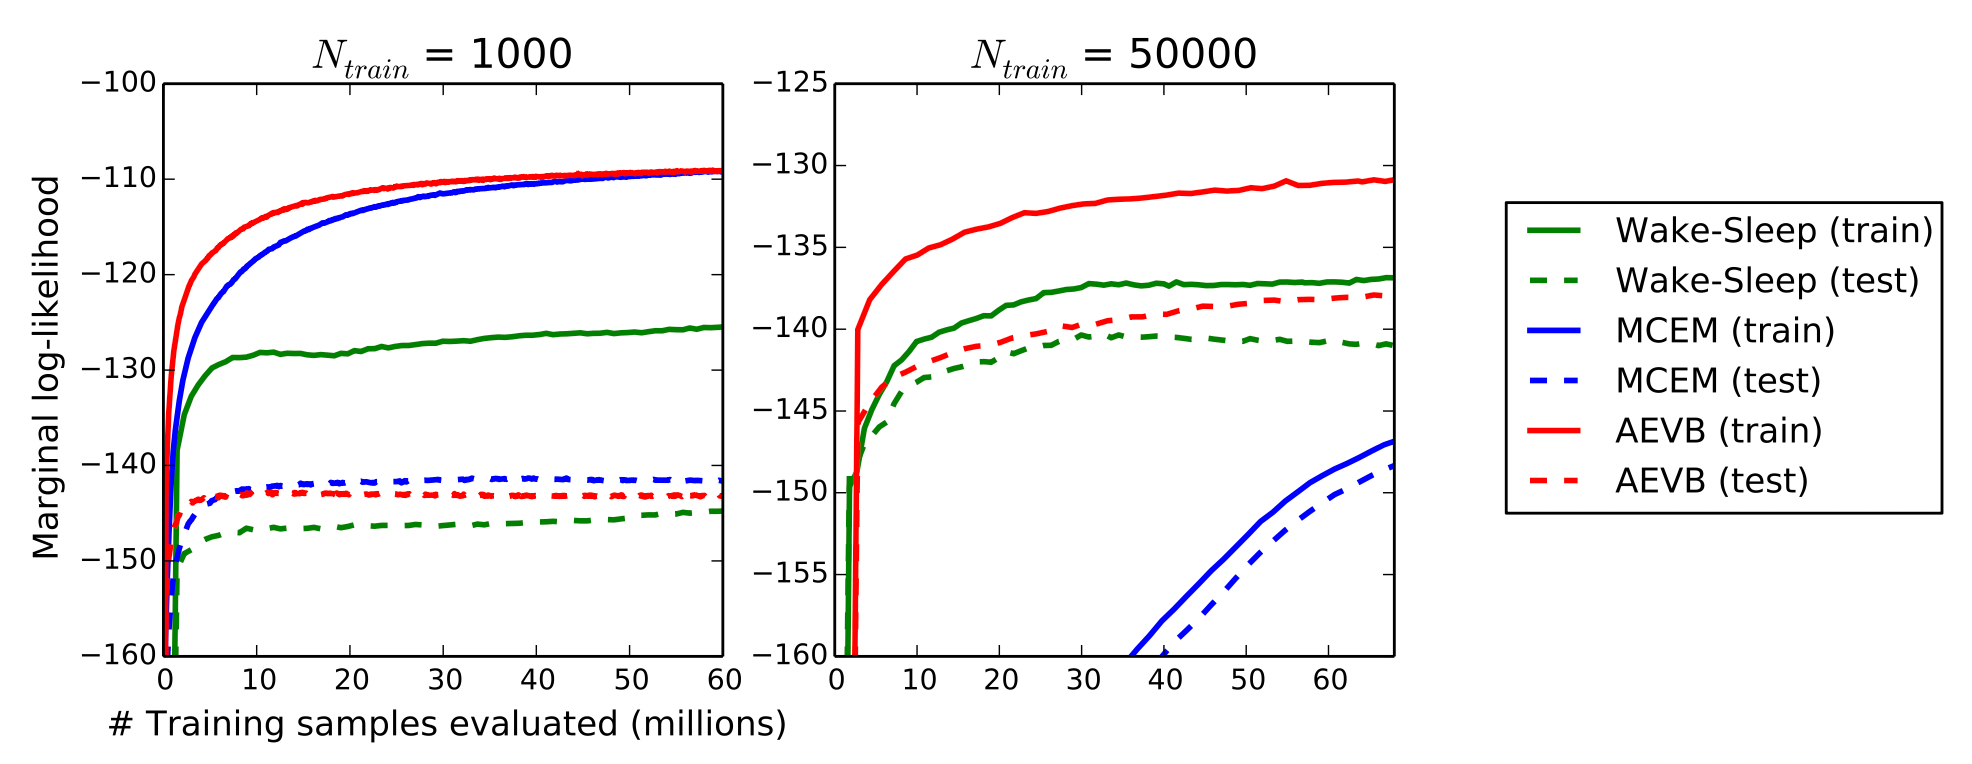 N_train = 1000
N_train = 50000
Marginal log-likelihood
−100
−110
−120
−130
−140
−150
−160
0 10 20 30 40 50 60
# Training samples evaluated (millions)
−125
−130
−135
−140
−145
−150
−155
−160
0 10 20 30 40 50 60
Wake-Sleep (train)
Wake-Sleep (test)
MCEM (train)
MCEM (test)
AEVB (train)
AEVB (test)